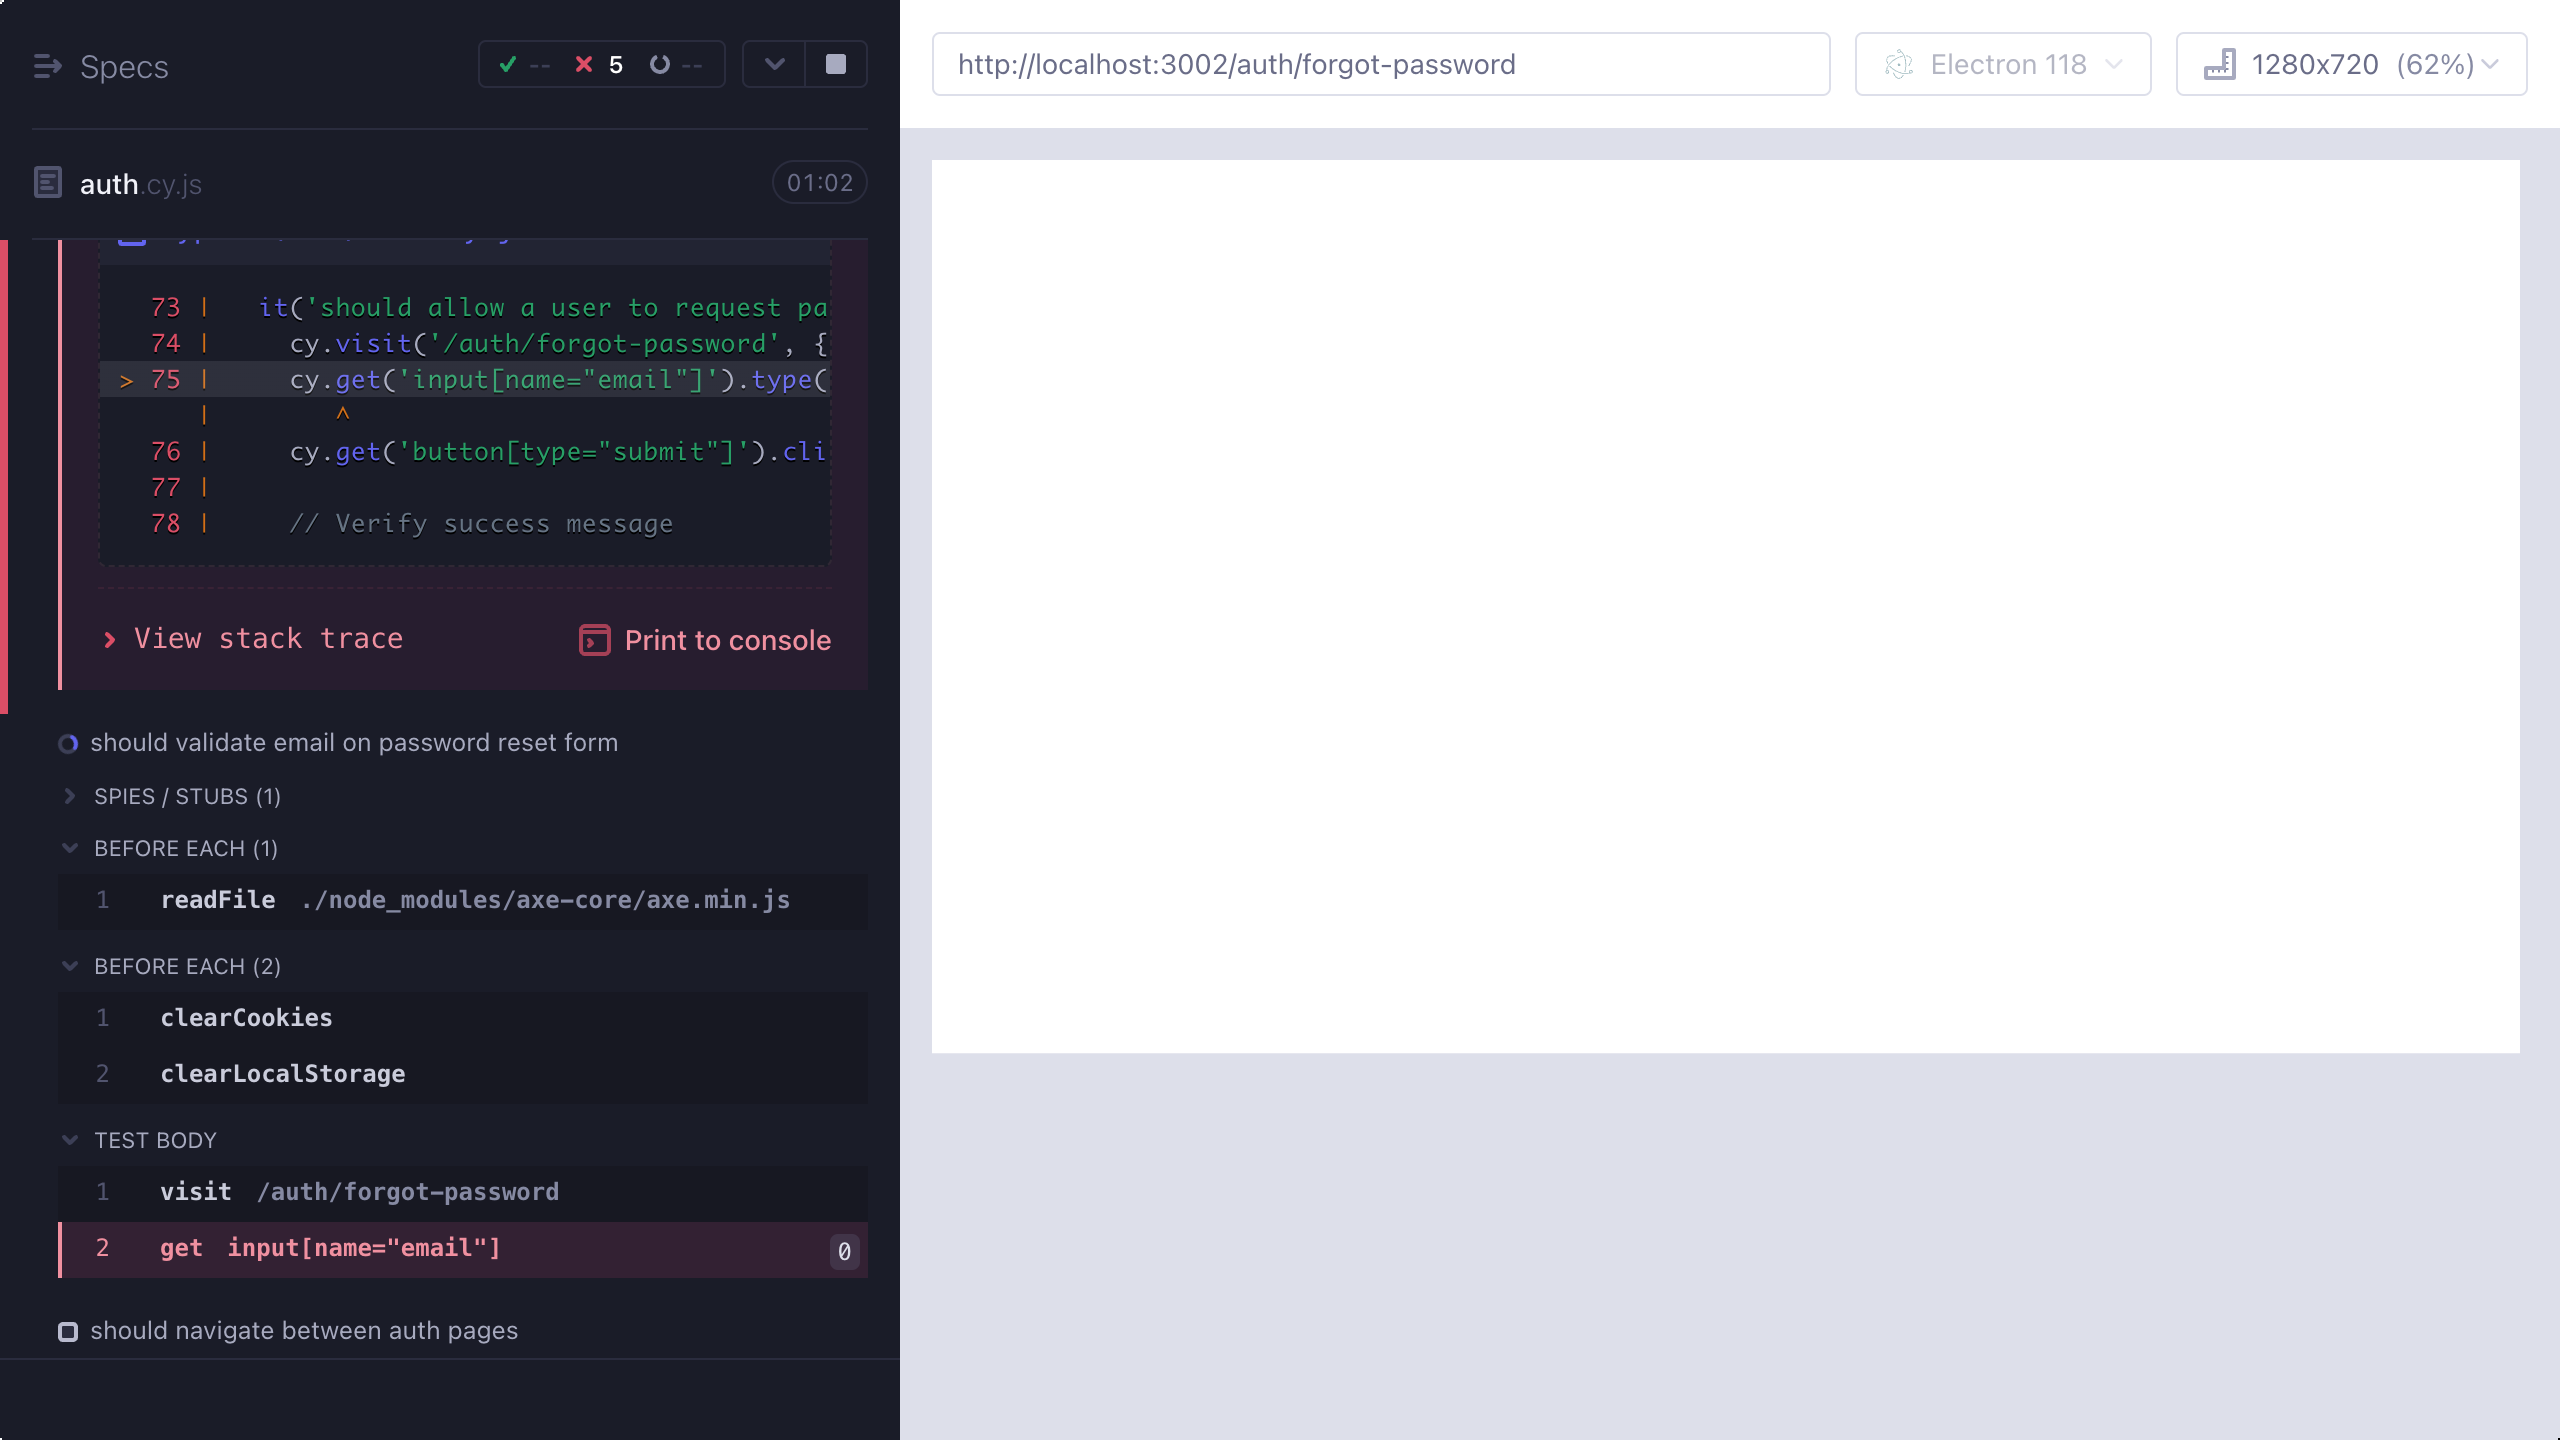 Specs
-- 5 --
auth.cy.js
01:02
73 | it('should allow a user to request pa
74 | cy.visit('/auth/forgot-password', {
> 75 | cy.get('input[name="email"]').type(
| ^
76 | cy.get('button[type="submit"]').cli
77 |
78 | // Verify success message
View stack trace
Print to console
should validate email on password reset form
SPIES / STUBS (1)
BEFORE EACH (1)
1 readFile ./node_modules/axe-core/axe.min.js
BEFORE EACH (2)
1 clearCookies
2 clearLocalStorage
TEST BODY
1 visit /auth/forgot-password
2 get input[name="email"] 0
should navigate between auth pages
http://localhost:3002/auth/forgot-password
Electron 118
1280x720 (62%)